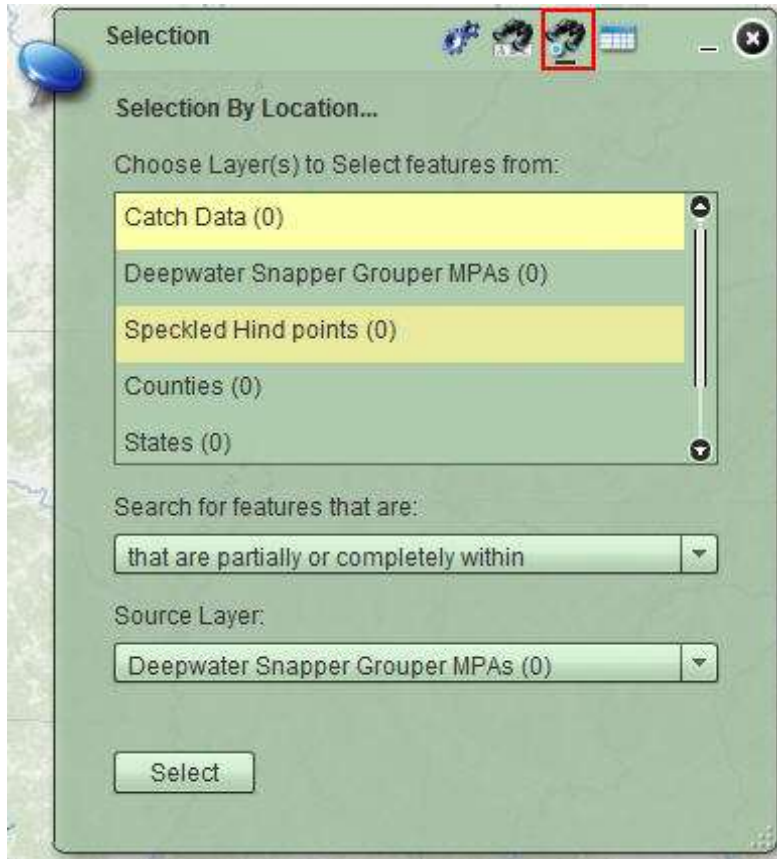 Selection
Selection By Location...
Choose Layer(s) to Select features from:
Catch Data (0)
Deepwater Snapper Grouper MPAs (0)
Speckled Hind points (0)
Counties (0)
States (0)
Search for features that are:
that are partially or completely within
Source Layer:
Deepwater Snapper Grouper MPAs (0)
Select